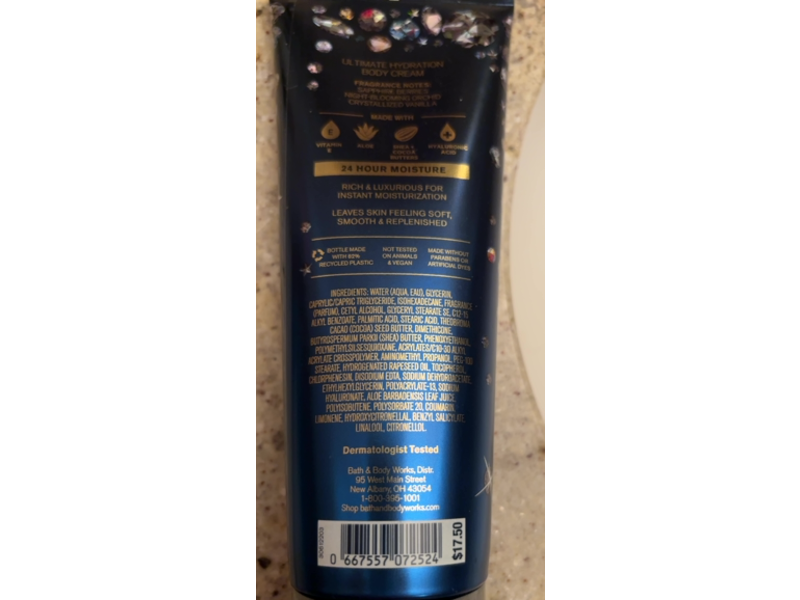 ULTIMATE HYDRATION
BODY CREAM
FRAGRANCE NOTES:
SAPPHIRE BERRIES
NIGHT-BLOOMING ORCHID
CRYSTALLIZED VANILLA
MADE WITH
E
VITAMIN E
ALOE
SHEA & COCOA BUTTERS
HYALURONIC ACID
24 HOUR MOISTURE
RICH & LUXURIOUS FOR
INSTANT MOISTURIZATION
LEAVES SKIN FEELING SOFT,
SMOOTH & REPLENISHED
BOTTLE MADE
RECYCLED PLASTIC
NOT TESTED
ON ANIMALS
& VEGAN
MADE WITHOUT
PARABENS OR
ARTIFICIAL DYES
INGREDIENTS: WATER (AQUA, EAU), GLYCERIN,
CAPRYLIC/CAPRIC TRIGLYCERIDE, ISOHEXADECANE, FRAGRANCE
(PARFUM), CETYL ALCOHOL, GLYCERYL STEARATE SE, C12-15
ALKYL BENZOATE, PALMITIC ACID, STEARIC ACID, THEOBROMA
CACAO (COCOA) SEED BUTTER, DIMETHICONE,
BUTYROSPERMUM PARKII (SHEA) BUTTER, PHENOXYETHANOL,
POLYMETHYLSILSESQUIOXANE, ACRYLATES/C10-30 ALKYL
ACRYLATE CROSSPOLYMER, AMINOMETHYL PROPANOL, PEG-100
STEARATE, HYDROGENATED RAPESEED OIL, TOCOPHEROL,
CHLORPHENESIN, DISODIUM EDTA, SODIUM DEHYDROACETATE,
ETHYLHEXYLGLYCERIN, POLYACRYLATE-13, SODIUM
HYALURONATE, ALOE BARBADENSIS LEAF JUICE,
POLYISOBUTENE, POLYSORBATE 20, COUMARIN,
LIMONENE, HYDROXYCITRONELLAL, BENZYL SALICYLATE,
LINALOOL, CITRONELLOL.
Dermatologist Tested
Bath & Body Works, Distr.
95 West Main Street
New Albany, OH 43054
1-800-395-1001
Shop bathandbodyworks.com
0 667557 072524
$17.50